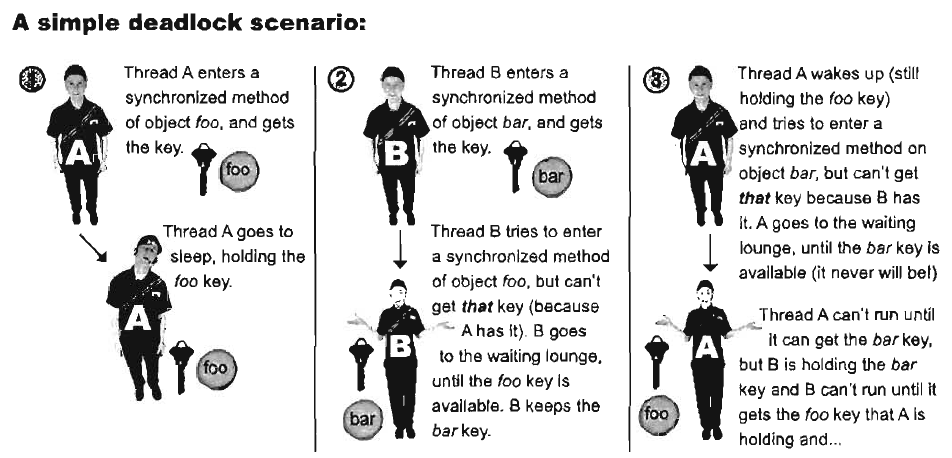 A simple deadlock scenario:
1
Thread A enters a
synchronized method
of object foo, and gets
the key.
A
foo
Thread A goes to
sleep, holding the
foo key.
A
foo
2
Thread B enters a
synchronized method
of object bar, and gets
the key.
B
bar
Thread B tries to enter
a synchronized method
of object foo, but can't
get that key (because
A has it). B goes
to the waiting lounge,
until the foo key is
available. B keeps the
bar key.
B
bar
3
Thread A wakes up (still
holding the foo key)
and tries to enter a
synchronized method on
object bar, but can't get
that key because B has
it. A goes to the waiting
lounge, until the bar key is
available (it never will be!)
A
Thread A can't run until
it can get the bar key,
but B is holding the bar
key and B can't run until it
gets the foo key that A is
holding and...
A
foo